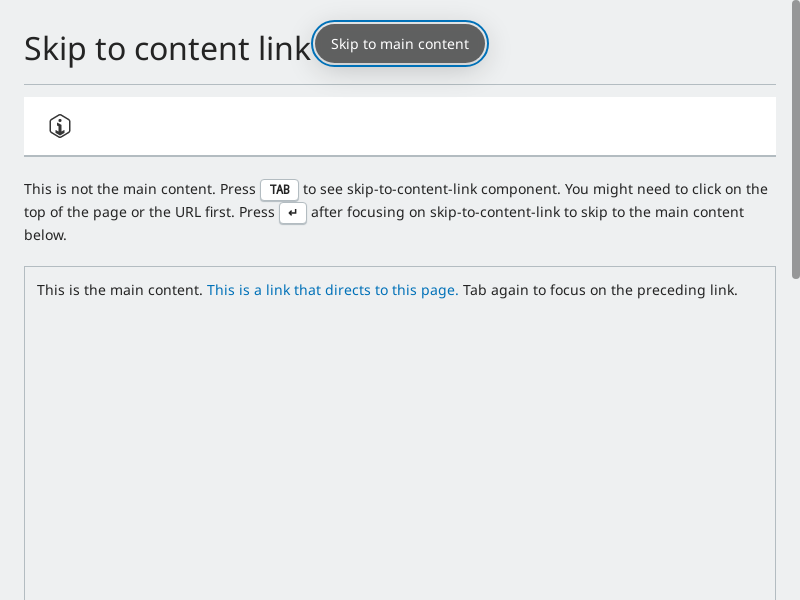 Skip to content link
Skip to main content
This is not the main content. Press TAB to see skip-to-content-link component. You might need to click on the
top of the page or the URL first. Press ↵ after focusing on skip-to-content-link to skip to the main content
below.
This is the main content. This is a link that directs to this page. Tab again to focus on the preceding link.